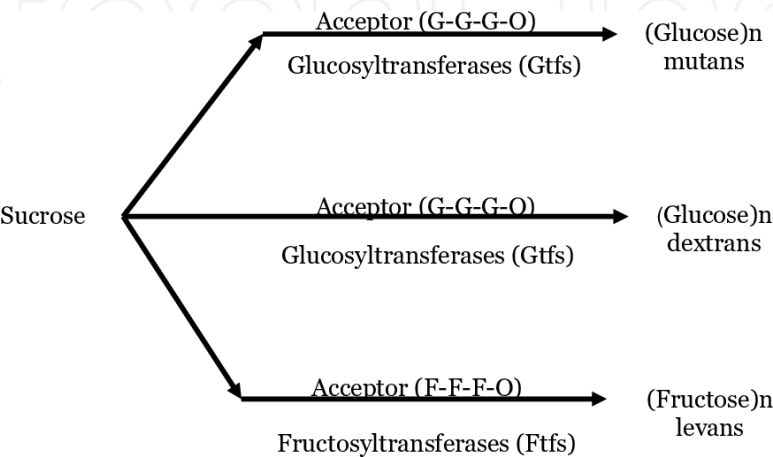 Acceptor (G-G-G-O)
Glucosyltransferases (Gtfs)
(Glucose)n
mutans
Sucrose
Acceptor (G-G-G-O)
Glucosyltransferases (Gtfs)
(Glucose)n
dextrans
Acceptor (F-F-F-O)
Fructosyltransferases (Ftfs)
(Fructose)n
levans